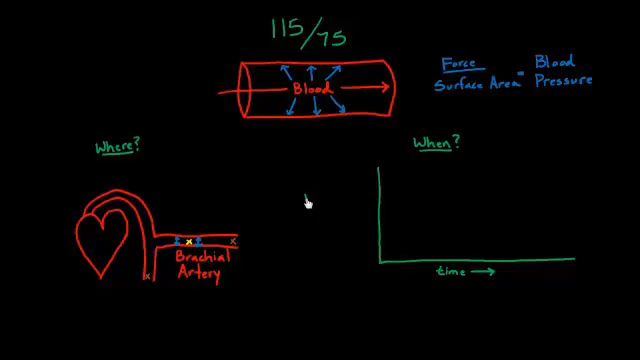 115/75
Force
Surface Area = Blood Pressure
Blood
Where?
When?
Brachial
Artery
time →